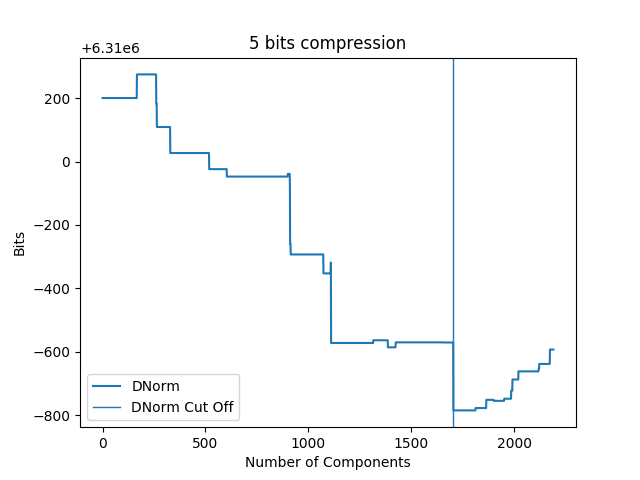 5 bits compression
+6.31e6
200
0
−200
−400
−600
−800
Bits
0
500
1000
1500
2000
Number of Components
DNorm
DNorm Cut Off